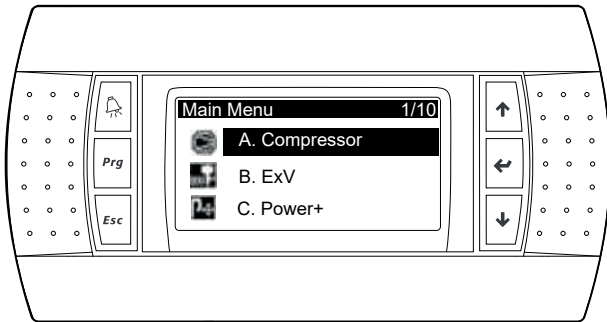 Main Menu 1/10
A. Compressor
Prg
B. ExV
C. Power+
Esc